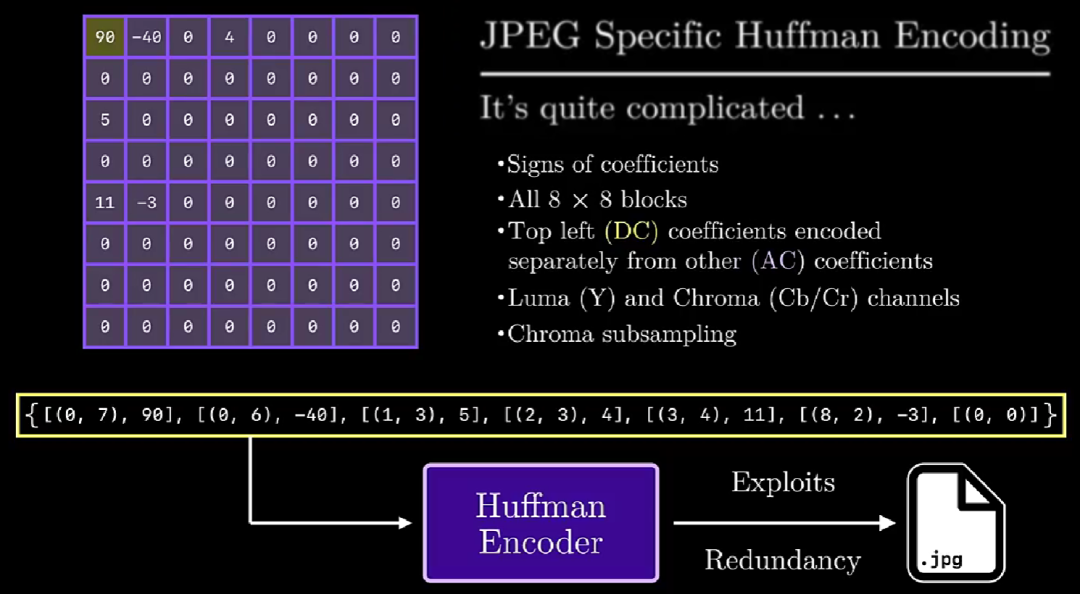 90 −40 0 4 0 0 0 0
0 0 0 0 0 0 0 0
5 0 0 0 0 0 0 0
0 0 0 0 0 0 0 0
11 −3 0 0 0 0 0 0
0 0 0 0 0 0 0 0
0 0 0 0 0 0 0 0
0 0 0 0 0 0 0 0
JPEG Specific Huffman Encoding
It's quite complicated ...
•Signs of coefficients
•All 8 × 8 blocks
•Top left (DC) coefficients encoded
separately from other (AC) coefficients
•Luma (Y) and Chroma (Cb/Cr) channels
•Chroma subsampling
{[(0, 7), 90], [(0, 6), −40], [(1, 3), 5], [(2, 3), 4], [(3, 4), 11], [(8, 2), −3], [(0, 0)]}
Huffman
Encoder
Exploits
Redundancy
.jpg